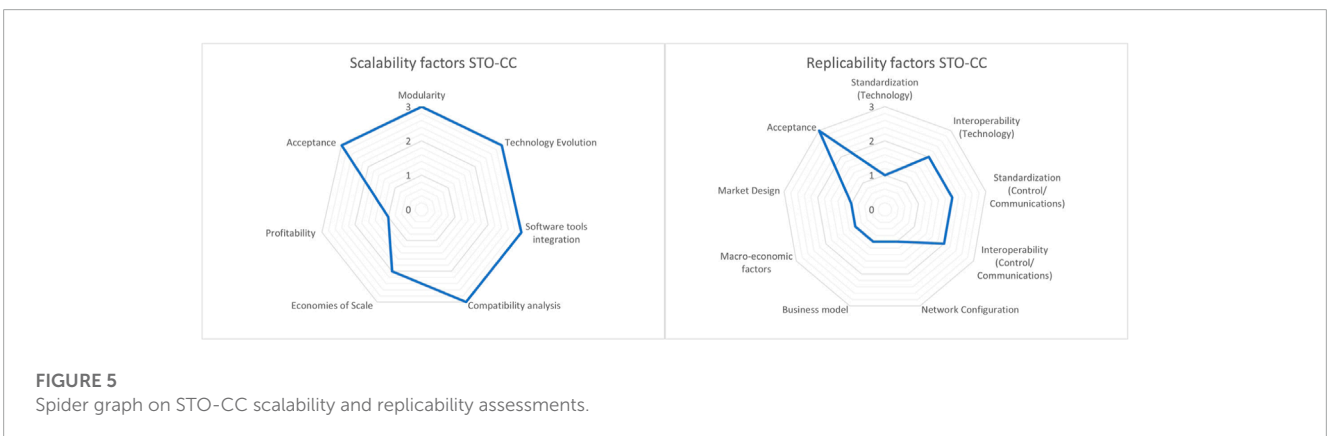 Scalability factors STO-CC
Modularity
3
Acceptance
2
Technology Evolution
1
0
Profitability
Software tools
integration
Economies of Scale
Compatibility analysis
Replicability factors STO-CC
Standardization
(Technology)
3
Acceptance
Interoperability
(Technology)
2
Market Design
1
Standardization
(Control/
Communications)
0
Macro-economic
factors
Interoperability
(Control/
Communications)
Business model
Network Configuration
FIGURE 5
Spider graph on STO-CC scalability and replicability assessments.